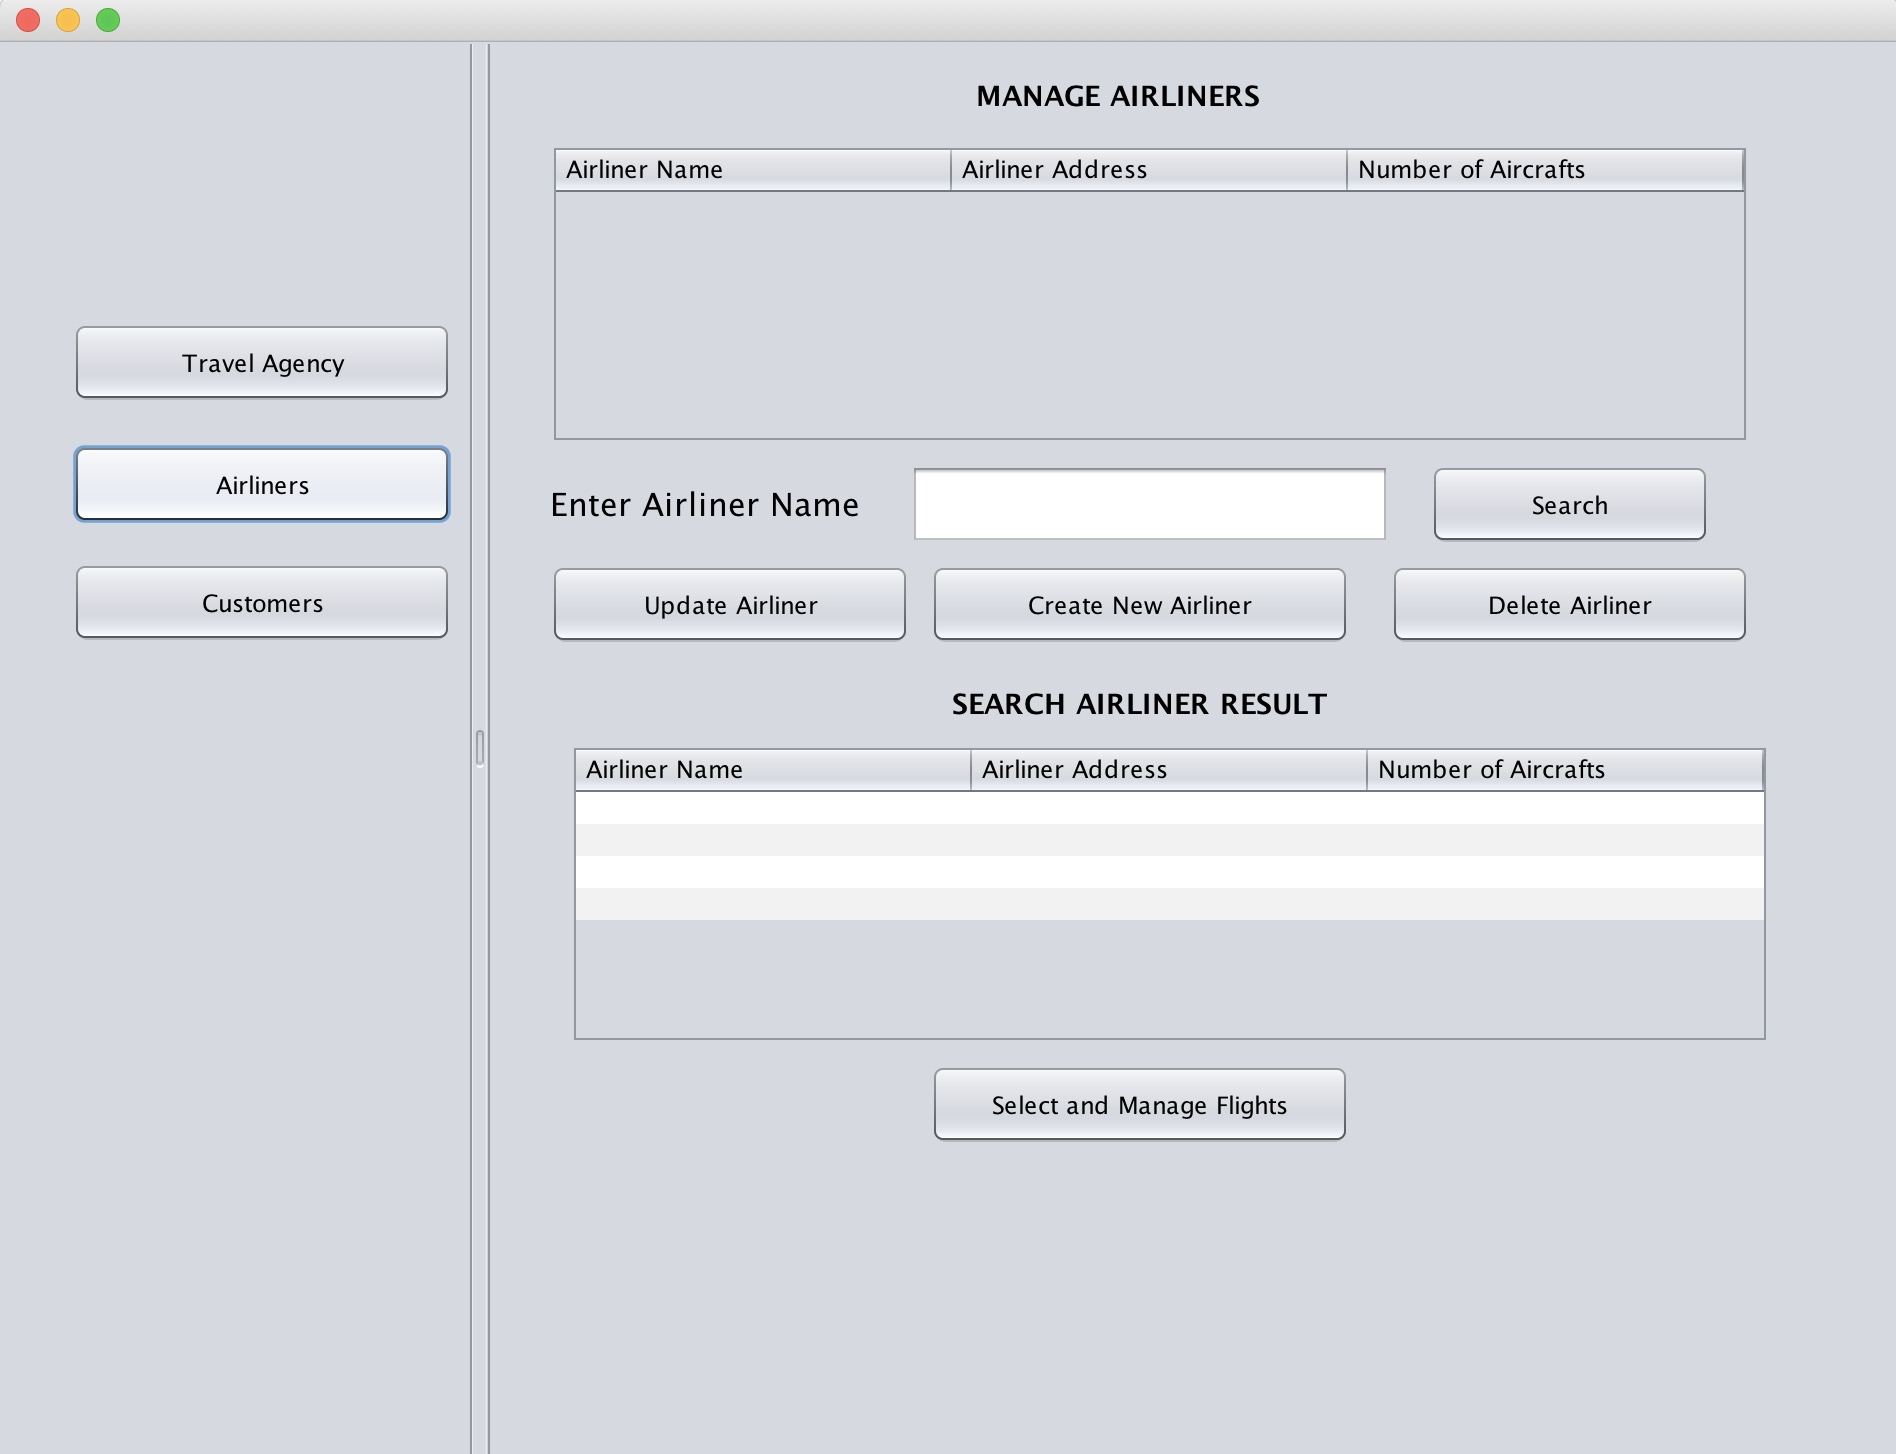 MANAGE AIRLINERS
Airliner Name Airliner Address Number of Aircrafts
Travel Agency
Airliners
Customers
Enter Airliner Name Search
Update Airliner Create New Airliner Delete Airliner
SEARCH AIRLINER RESULT
Airliner Name Airliner Address Number of Aircrafts
Select and Manage Flights